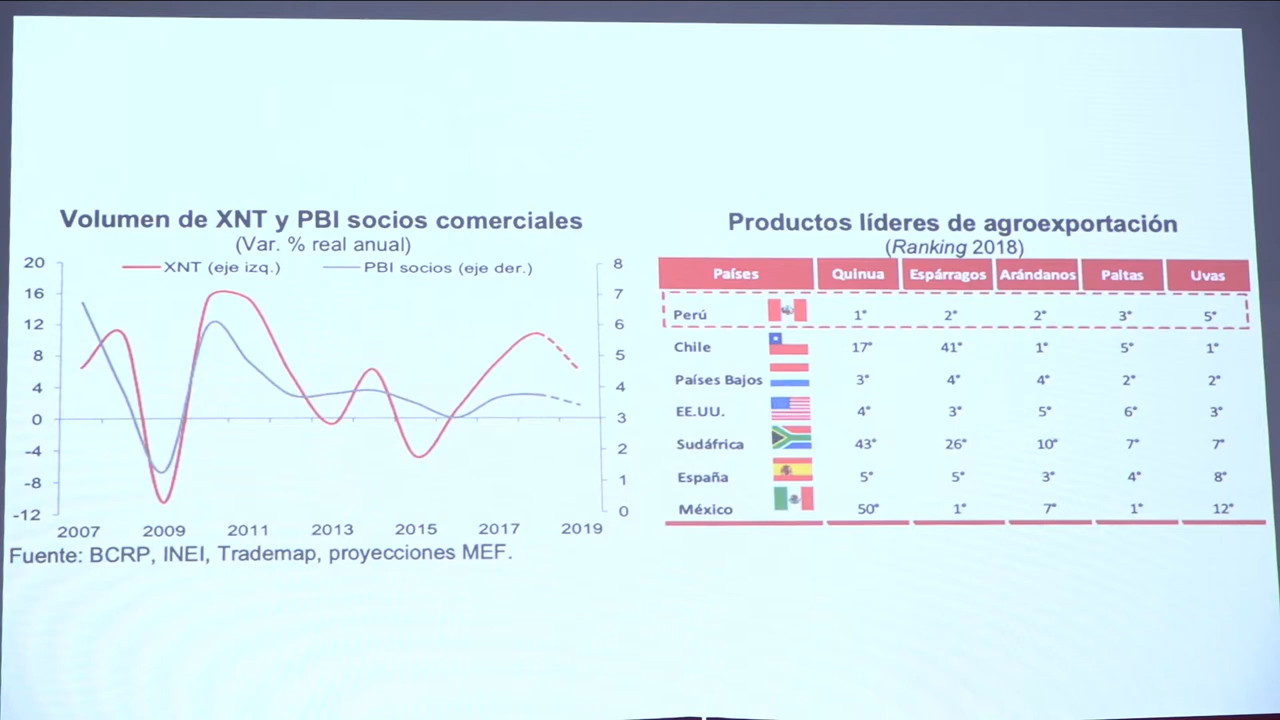 Volumen de XNT y PBI socios comerciales
(Var. % real anual)
XNT (eje izq.) PBI socios (eje der.)
20 8
16 7
12 6
8 5
4 4
0 3
-4 2
-8 1
-12 0
2007 2009 2011 2013 2015 2017 2019
Fuente: BCRP, INEI, Trademap, proyecciones MEF.
Productos líderes de agroexportación
(Ranking 2018)
Países Quinua Espárragos Arándanos Paltas Uvas
Perú 1° 2° 2° 3° 5°
Chile 17° 41° 1° 5° 1°
Países Bajos 3° 4° 4° 2° 2°
EE.UU. 4° 3° 5° 6° 3°
Sudáfrica 43° 26° 10° 7° 7°
España 5° 5° 3° 4° 8°
México 50° 1° 7° 1° 12°